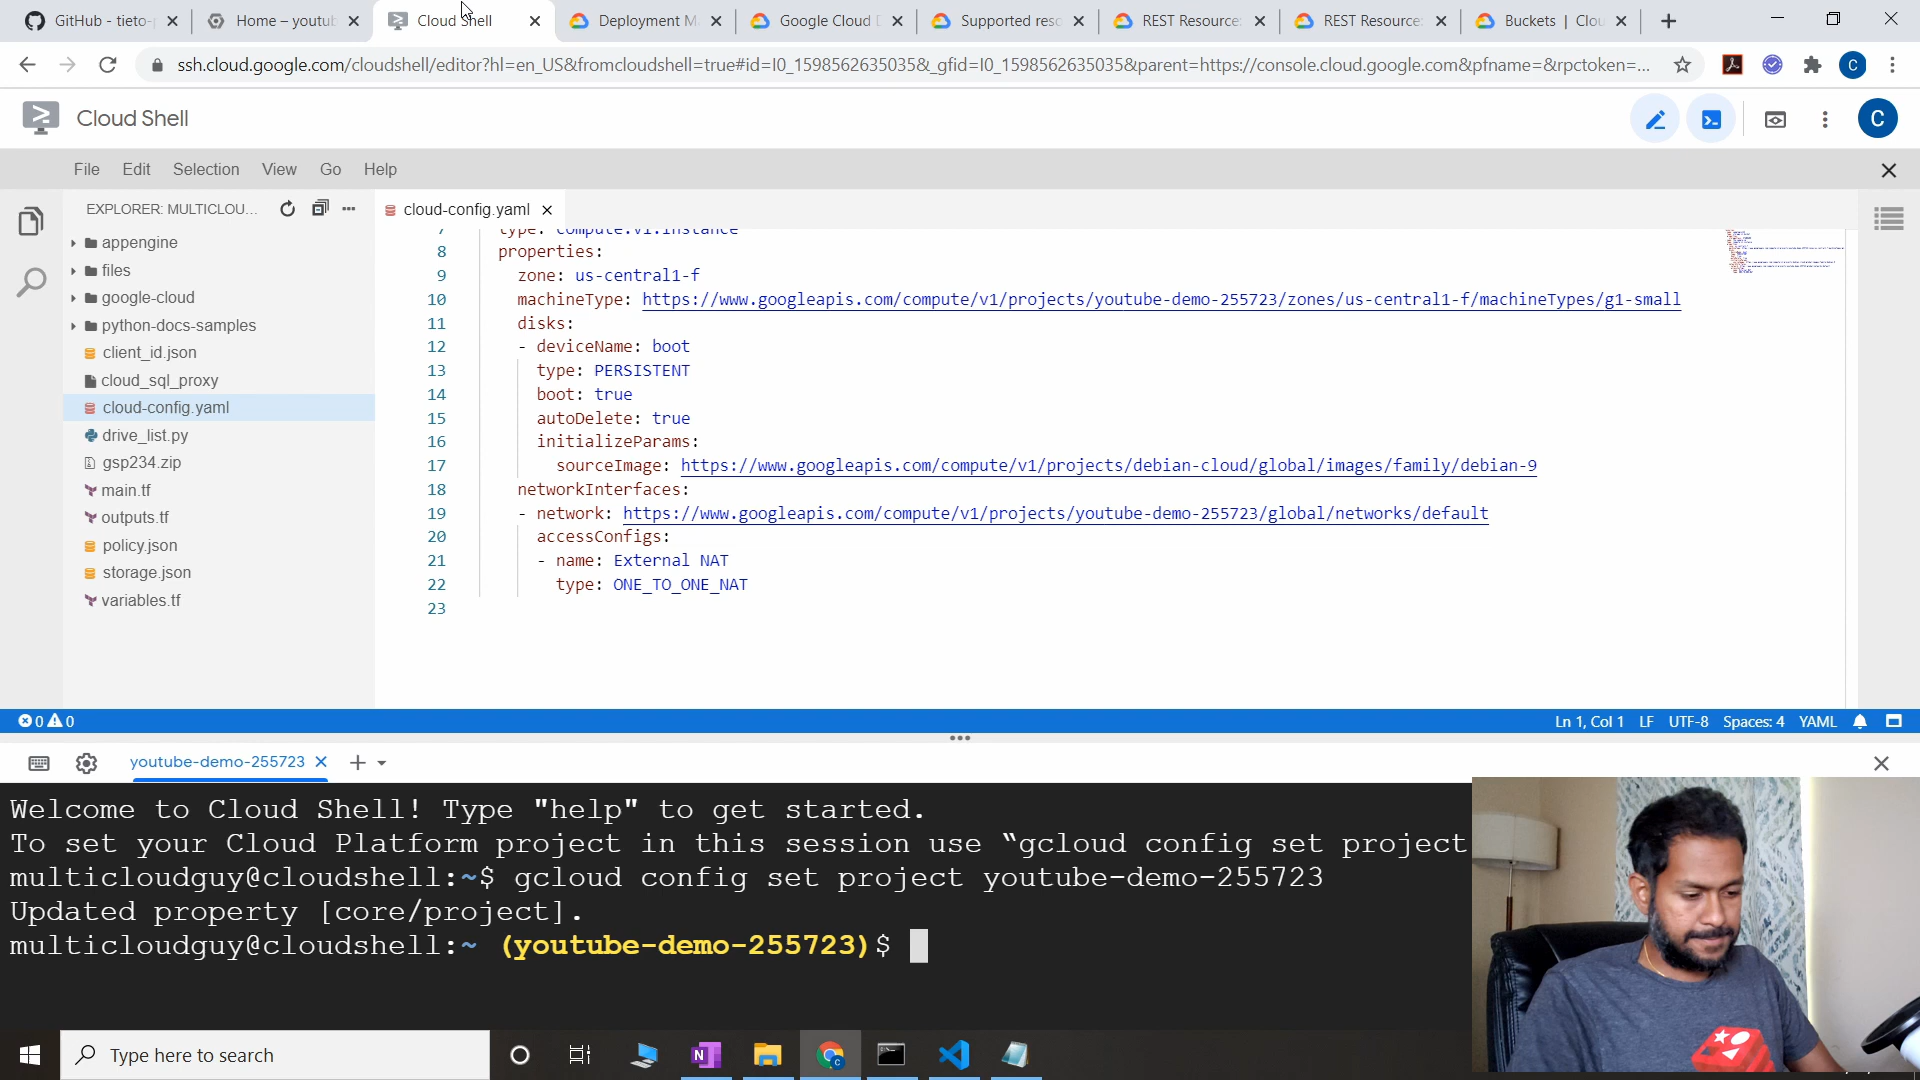 GitHub - tieto-
Home – youtu
Cloud Shell
Deployment M
Google Cloud
Supported res
REST Resource:
REST Resource:
Buckets | Clou
ssh.cloud.google.com/cloudshell/editor?hl=en_US&fromcloudshell=true#id=I0_1598562635035&_gfid=I0_1598562635035&parent=https://console.cloud.google.com&pfname=&rpctoken=...
C
Cloud Shell
C
File Edit Selection View Go Help
EXPLORER: MULTICLOU...
cloud-config.yaml
appengine
files
google-cloud
python-docs-samples
client_id.json
cloud_sql_proxy
cloud-config.yaml
drive_list.py
gsp234.zip
main.tf
outputs.tf
policy.json
storage.json
variables.tf
7 type: compute.v1.instance
8 properties:
9 zone: us-central1-f
10 machineType: https://www.googleapis.com/compute/v1/projects/youtube-demo-255723/zones/us-central1-f/machineTypes/g1-small
11 disks:
12 - deviceName: boot
13 type: PERSISTENT
14 boot: true
15 autoDelete: true
16 initializeParams:
17 sourceImage: https://www.googleapis.com/compute/v1/projects/debian-cloud/global/images/family/debian-9
18 networkInterfaces:
19 - network: https://www.googleapis.com/compute/v1/projects/youtube-demo-255723/global/networks/default
20 accessConfigs:
21 - name: External NAT
22 type: ONE_TO_ONE_NAT
23
0 0
Ln 1, Col 1 LF UTF-8 Spaces: 4 YAML
youtube-demo-255723
Welcome to Cloud Shell! Type "help" to get started.
To set your Cloud Platform project in this session use “gcloud config set project
multicloudguy@cloudshell:~$ gcloud config set project youtube-demo-255723
Updated property [core/project].
multicloudguy@cloudshell:~ (youtube-demo-255723)$
Type here to search